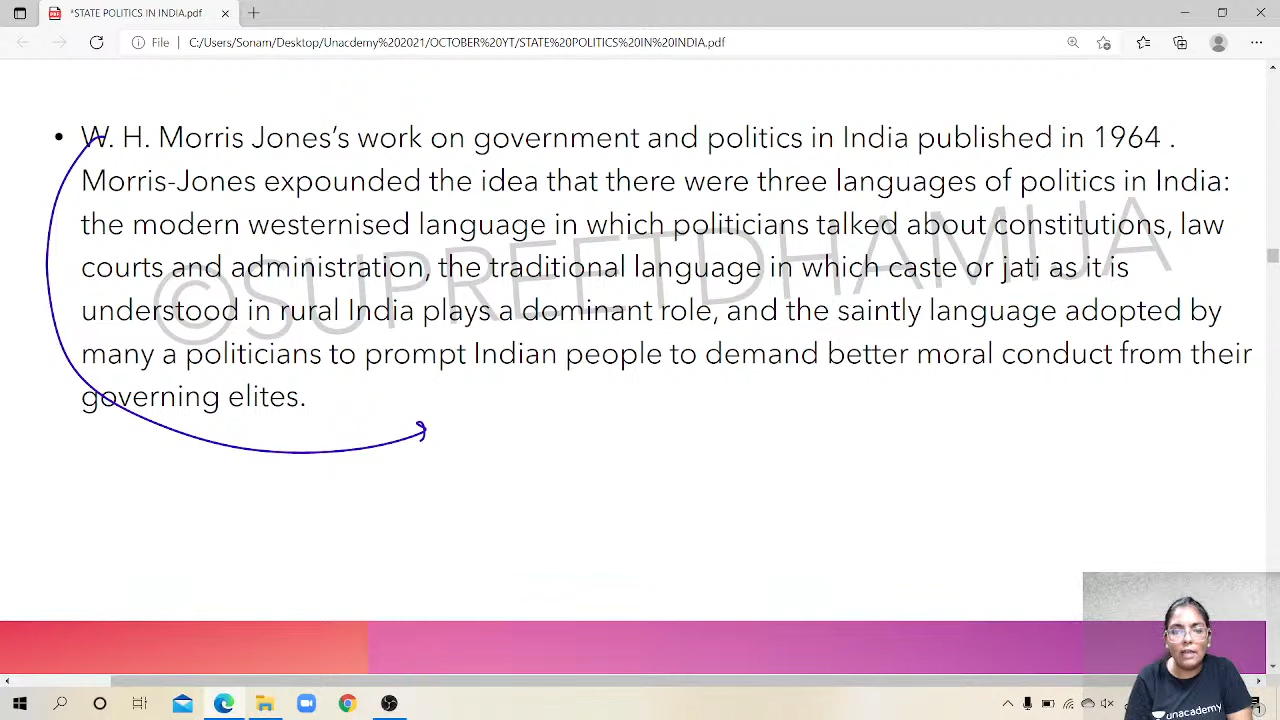 *STATE POLITICS IN INDIA.pdf
File | C:/Users/Sonam/Desktop/Unacdemy%202021/OCTOBER%20YT/STATE%20POLITICS%20IN%20INDIA.pdf
• W. H. Morris Jones's work on government and politics in India published in 1964 .
Morris-Jones expounded the idea that there were three languages of politics in India:
the modern westernised language in which politicians talked about constitutions, law
courts and administration, the traditional language in which caste or jati as it is
understood in rural India plays a dominant role, and the saintly language adopted by
many a politicians to prompt Indian people to demand better moral conduct from their
governing elites.
©SUPREETDHAMIJA
unacademy